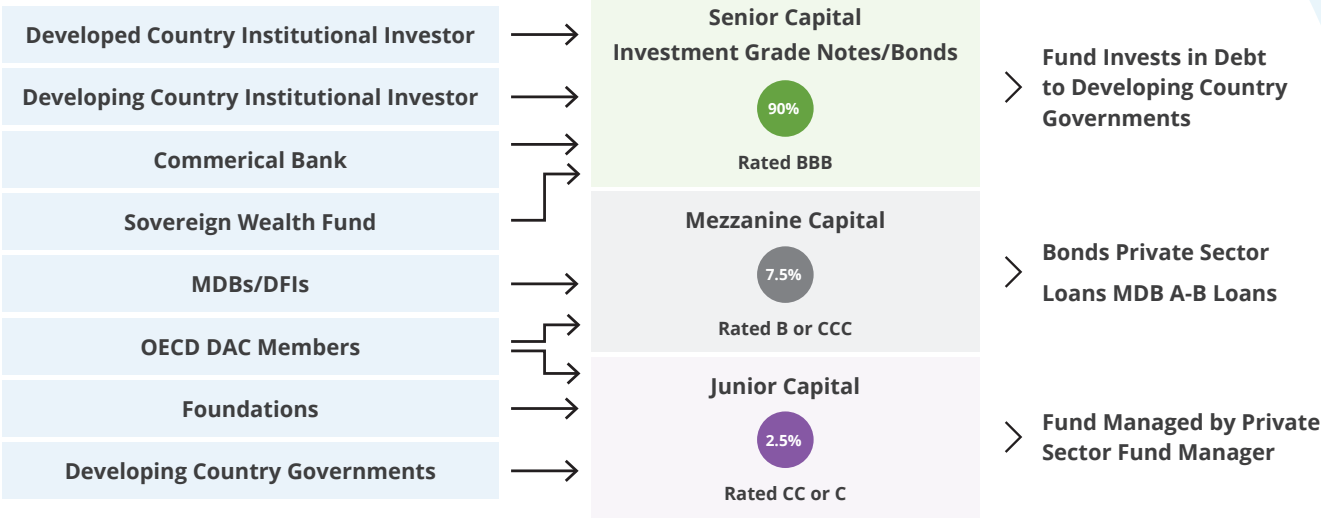 Developed Country Institutional Investor
Developing Country Institutional Investor
Commerical Bank
Sovereign Wealth Fund
MDBs/DFIs
OECD DAC Members
Foundations
Developing Country Governments
Senior Capital
Investment Grade Notes/Bonds
90%
Rated BBB
Mezzanine Capital
7.5%
Rated B or CCC
Junior Capital
2.5%
Rated CC or C
Fund Invests in Debt
to Developing Country
Governments
Bonds Private Sector
Loans MDB A-B Loans
Fund Managed by Private
Sector Fund Manager